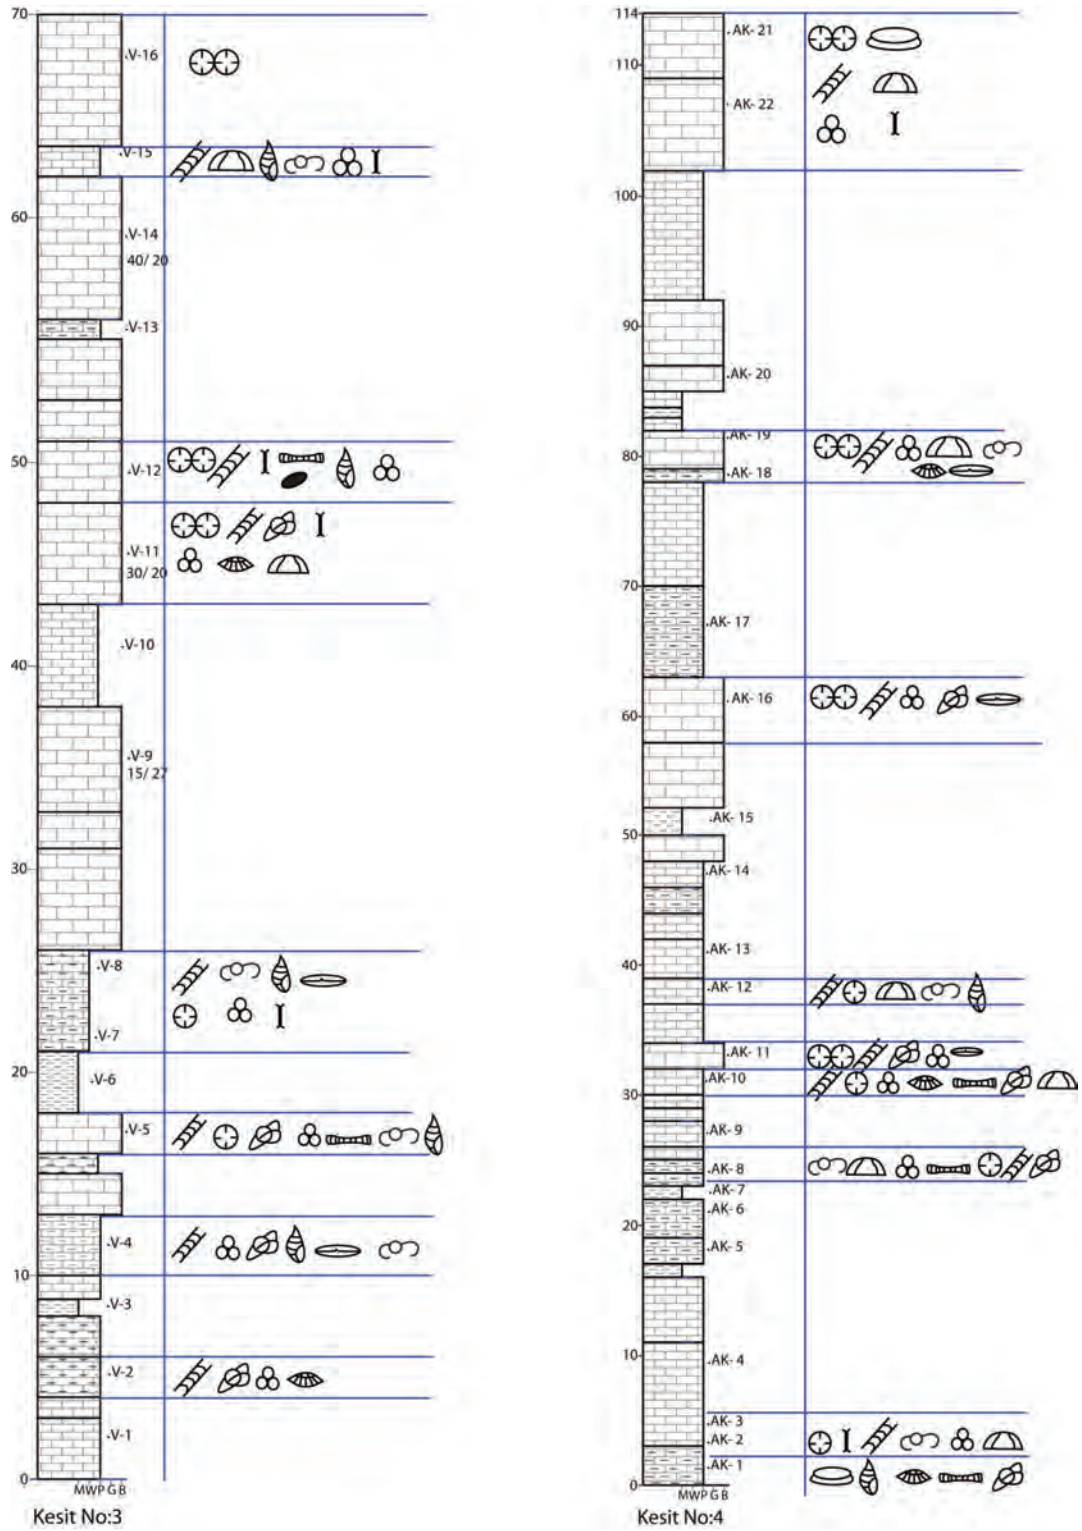 70
.V-16
.V-15
60
.V-14
40/ 20
.V-13
50
.V-12
.V-11
30/20
.V-10
40
.V-9
15/ 27
30
.V-8
.V-7
20
.V-6
.V-5
.V-4
10
.V-3
.V-2
.V-1
0
MWPGB
Kesit No:3
114
.AK- 21
110
.AK- 22
100
90
.AK- 20
.AK- 19
80
.AK- 18
70
.AK- 17
.AK- 16
60
.AK- 15
50
.AK- 14
.AK- 13
40
.AK- 12
.AK- 11
.AK-10
30
.AK- 9
.AK- 8
.AK- 7
.AK- 6
20
.AK- 5
10
.AK- 4
.AK- 3
.AK- 2
.AK- 1
0
MWPGB
Kesit No:4